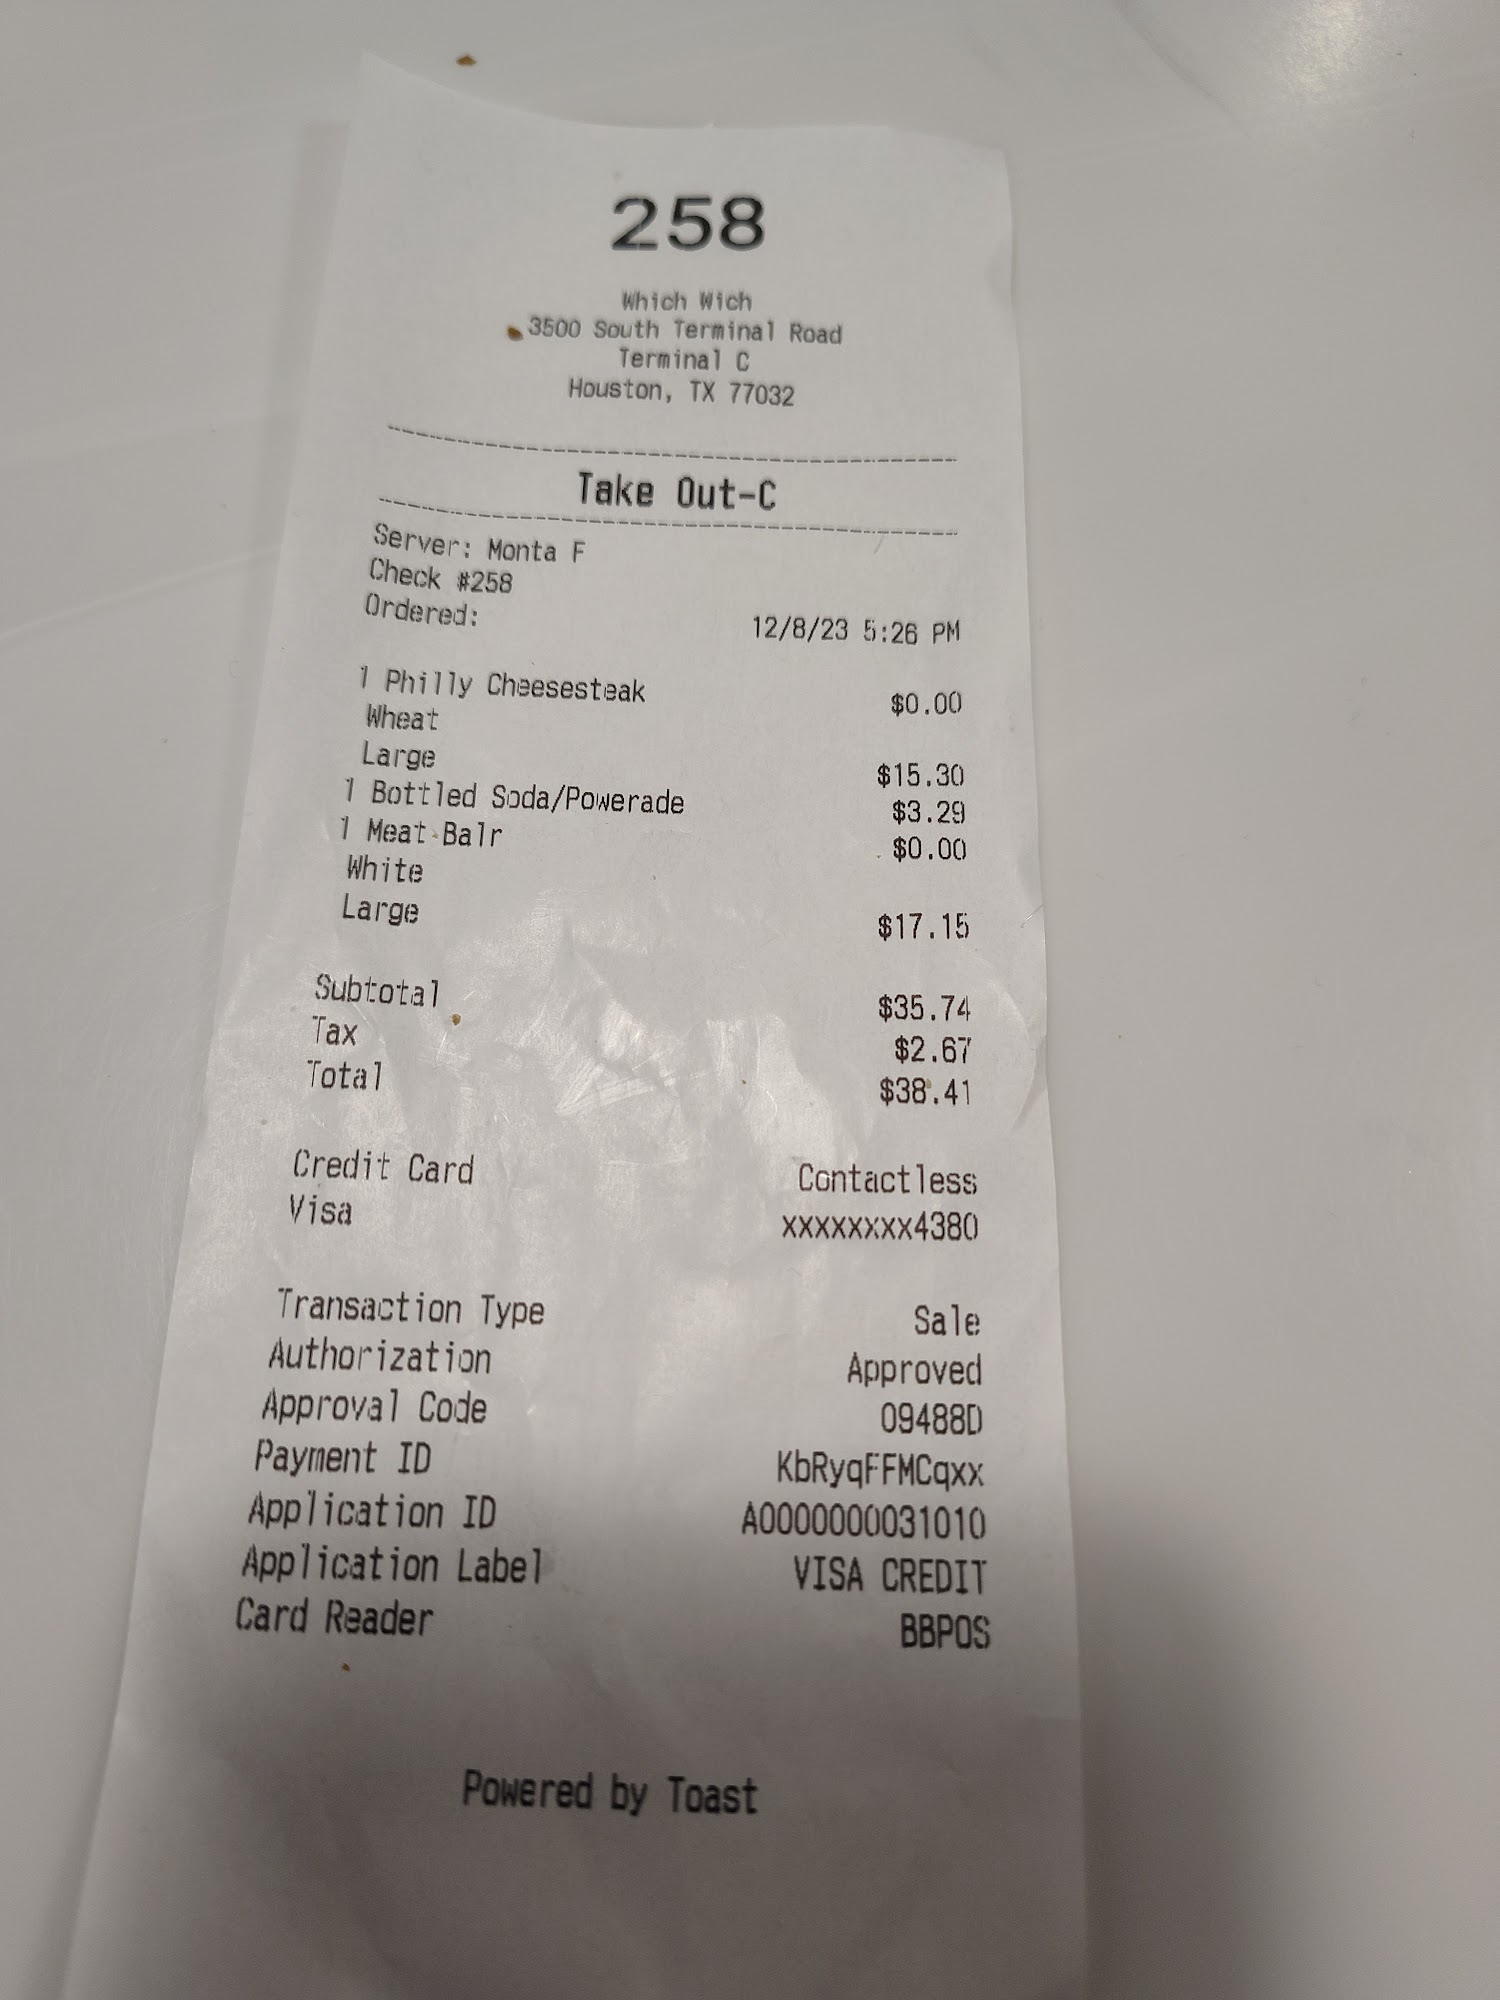 258
Which Wich
3500 South Terminal Road
Terminal C
Houston, TX 77032
Take Out-C
Server: Monta F
Check #258
Ordered: 12/8/23 5:26 PM
1 Philly Cheesesteak $0.00
Wheat
Large $15.30
1 Bottled Soda/Powerade $3.29
1 Meat Balr $0.00
White
Large $17.15
Subtotal $35.74
Tax $2.67
Total $38.41
Credit Card Contactless
Visa xxxxxxxx4380
Transaction Type Sale
Authorization Approved
Approval Code 09488D
Payment ID KbRyqFFMCqxx
Application ID A0000000031010
Application Label VISA CREDIT
Card Reader BBPOS
Powered by Toast